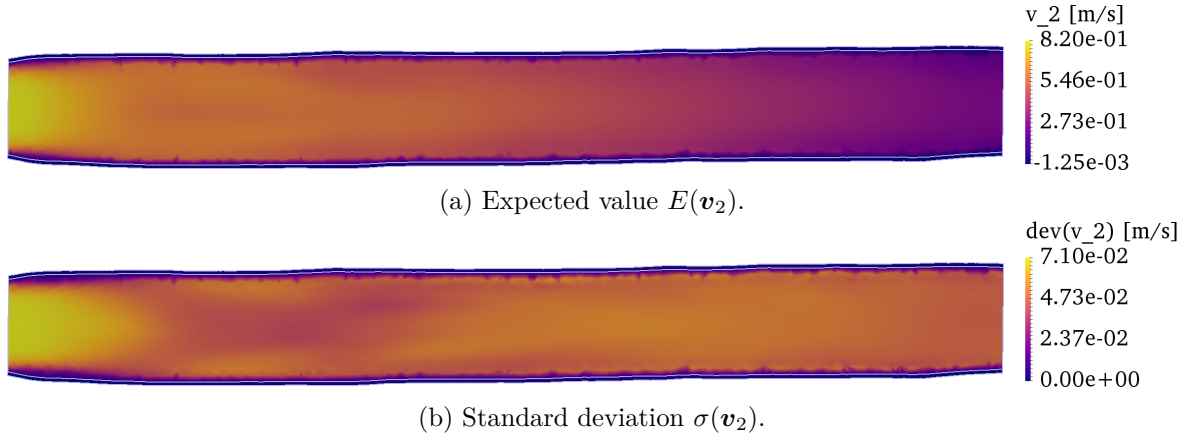 v_2 [m/s]
8.20e-01
5.46e-01
2.73e-01
-1.25e-03
(a) Expected value E(v₂).
dev(v_2) [m/s]
7.10e-02
4.73e-02
2.37e-02
0.00e+00
(b) Standard deviation σ(v₂).